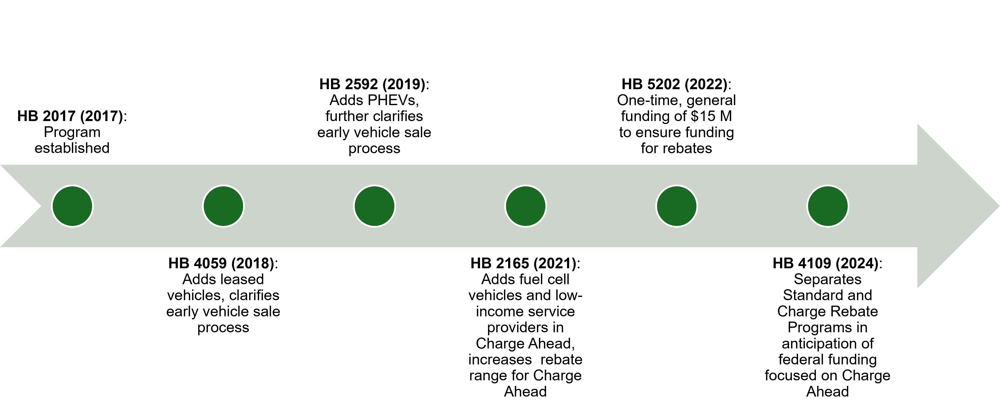 HB 2017 (2017):
Program
established
HB 4059 (2018):
Adds leased
vehicles, clarifies
early vehicle sale
process
HB 2592 (2019):
Adds PHEVs,
further clarifies
early vehicle sale
process
HB 2165 (2021):
Adds fuel cell
vehicles and low-
income service
providers in
Charge Ahead,
increases  rebate
range for Charge
Ahead
HB 5202 (2022):
One-time, general
funding of $15 M
to ensure funding
for rebates
HB 4109 (2024):
Separates
Standard and
Charge Rebate
Programs in
anticipation of
federal funding
focused on Charge
Ahead